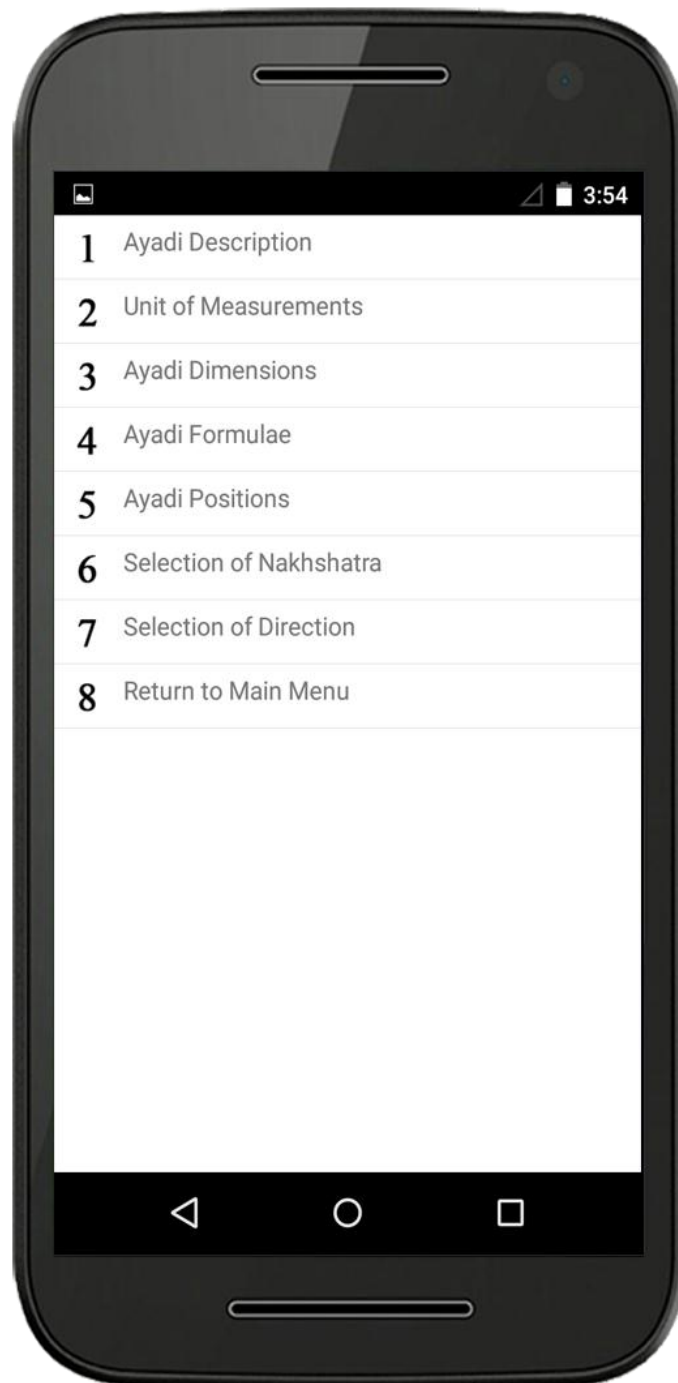 3:54
1 Ayadi Description
2 Unit of Measurements
3 Ayadi Dimensions
4 Ayadi Formulae
5 Ayadi Positions
6 Selection of Nakhshatra
7 Selection of Direction
8 Return to Main Menu